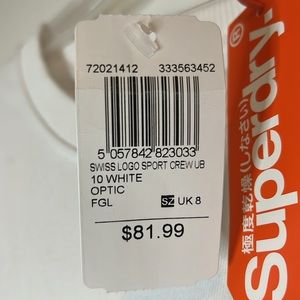 72021412 333563452
5 057842 823033
SWISS LOGO SPORT CREW UB
10 WHITE
OPTIC
FGL SZ UK 8
$81.99
Superdry®
極度乾燥(しなさい)